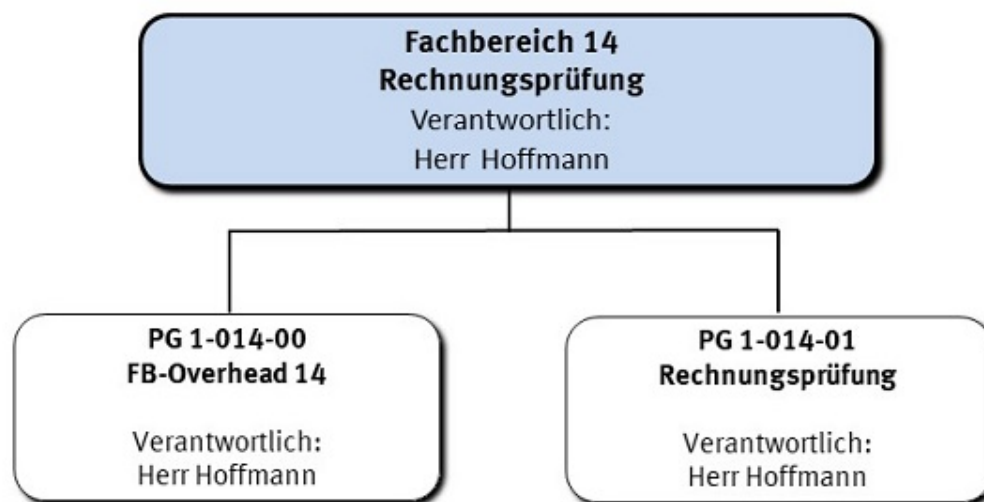 Fachbereich 14
Rechnungsprüfung
Verantwortlich:
Herr Hoffmann
PG 1-014-00
FB-Overhead 14
Verantwortlich:
Herr Hoffmann
PG 1-014-01
Rechnungsprüfung
Verantwortlich:
Herr Hoffmann